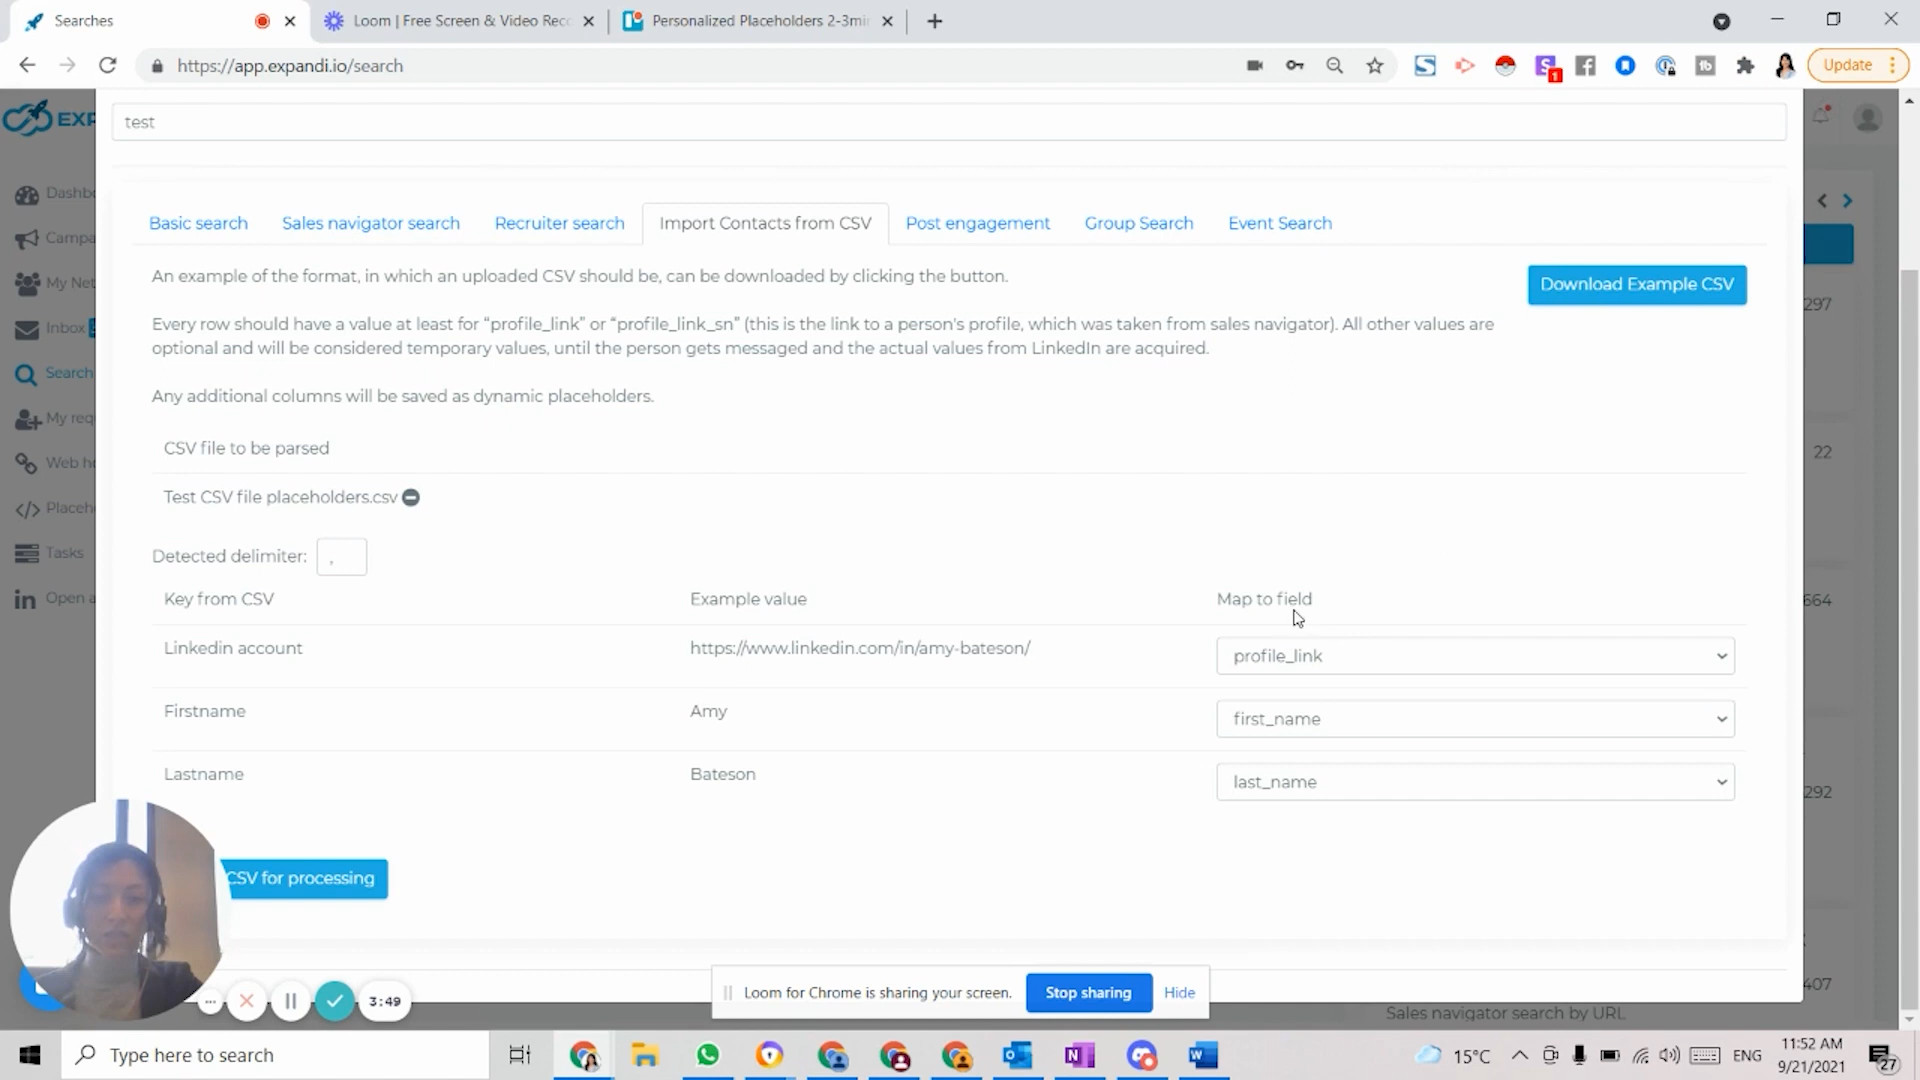 Searches
Loom | Free Screen & Video Reco
Personalized Placeholders 2-3mi
https://app.expandi.io/search
Update
1
EXP
test
Dashb
Campa
My Net
Inbox
Search
My req
Web h
Placeh
Tasks
Open a
Basic search
Sales navigator search
Recruiter search
Import Contacts from CSV
Post engagement
Group Search
Event Search
An example of the format, in which an uploaded CSV should be, can be downloaded by clicking the button.
Download Example CSV
Every row should have a value at least for “profile_link” or “profile_link_sn” (this is the link to a person's profile, which was taken from sales navigator). All other values are
optional and will be considered temporary values, until the person gets messaged and the actual values from LinkedIn are acquired.
Any additional columns will be saved as dynamic placeholders.
CSV file to be parsed
Test CSV file placeholders.csv
Detected delimiter: ,
Key from CSV
Example value
Map to field
Linkedin account
https://www.linkedin.com/in/amy-bateson/
profile_link
Firstname
Amy
first_name
Lastname
Bateson
last_name
CSV for processing
297
22
664
292
407
Sales navigator search by URL
3:49
Loom for Chrome is sharing your screen.
Stop sharing
Hide
Type here to search
15°C
ENG
11:52 AM
9/21/2021
27